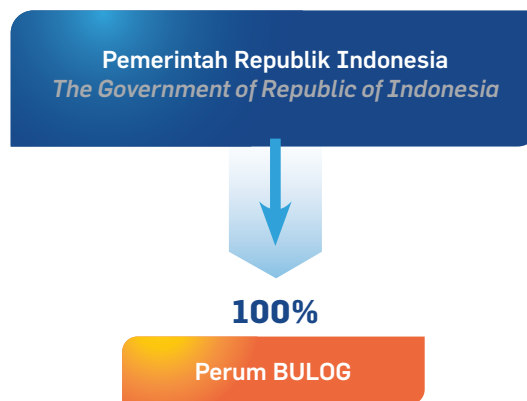 Pemerintah Republik Indonesia
The Government of Republic of Indonesia
100%
Perum BULOG